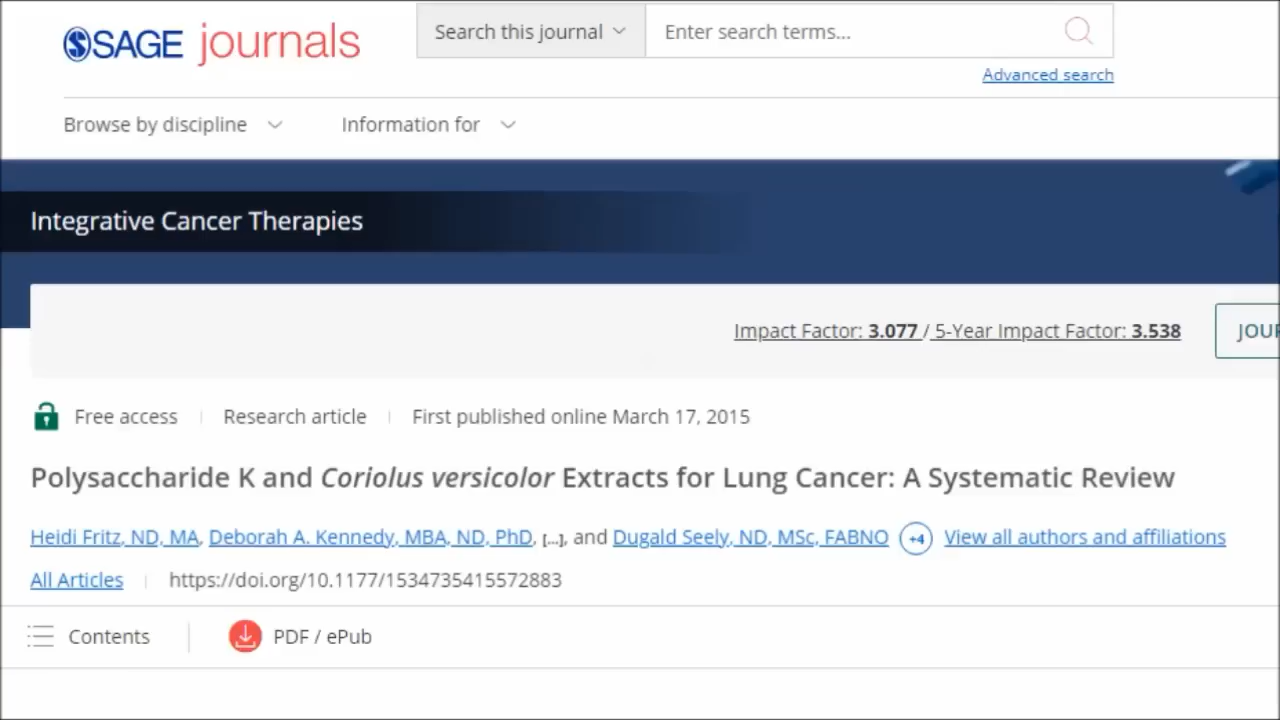 SAGE journals
Search this journal
Enter search terms...
Advanced search
Browse by discipline
Information for
Integrative Cancer Therapies
Impact Factor: 3.077 / 5-Year Impact Factor: 3.538
JOU
Free access
Research article
First published online March 17, 2015
Polysaccharide K and Coriolus versicolor Extracts for Lung Cancer: A Systematic Review
Heidi Fritz, ND, MA, Deborah A. Kennedy, MBA, ND, PhD, [...], and Dugald Seely, ND, MSc, FABNO +4 View all authors and affiliations
All Articles
https://doi.org/10.1177/1534735415572883
Contents
PDF / ePub